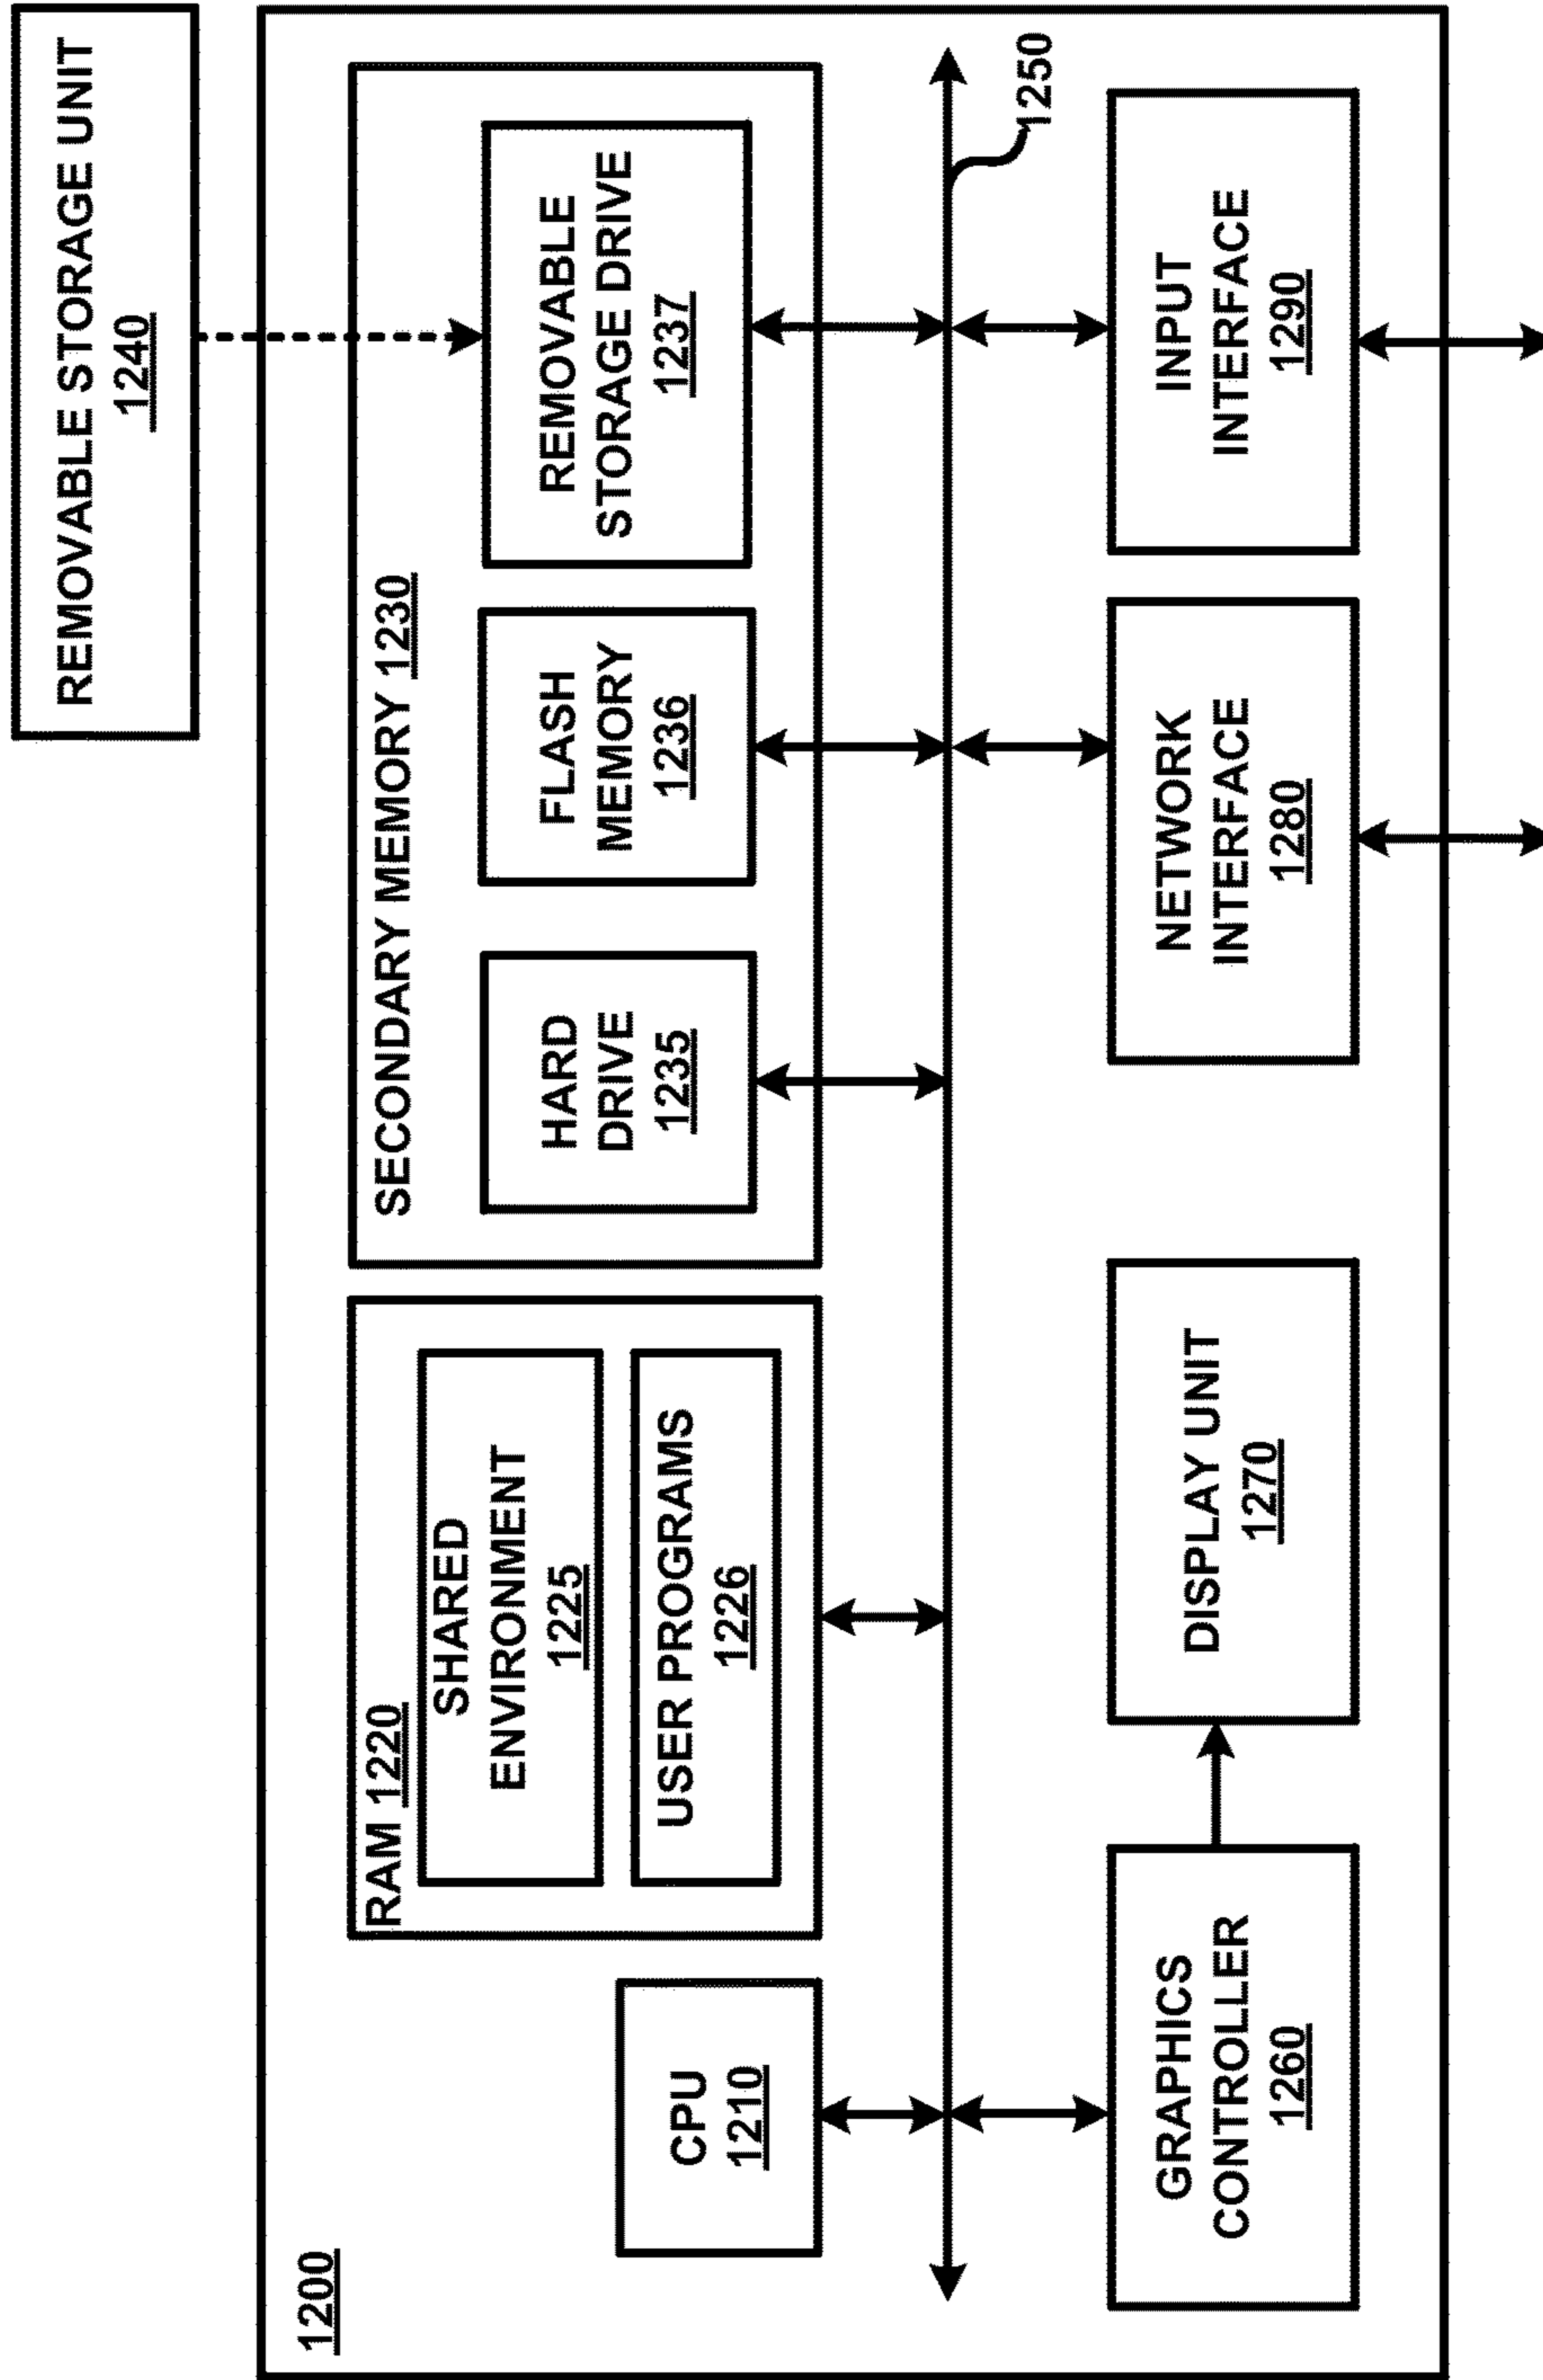 REMOVABLE STORAGE UNIT
1240
1200
RAM 1220
SHARED
ENVIRONMENT
1225
USER PROGRAMS
1226
CPU
1210
SECONDARY MEMORY 1230
HARD
DRIVE
1235
FLASH
MEMORY
1236
REMOVABLE
STORAGE DRIVE
1237
1250
GRAPHICS
CONTROLLER
1260
DISPLAY UNIT
1270
NETWORK
INTERFACE
1280
INPUT
INTERFACE
1290